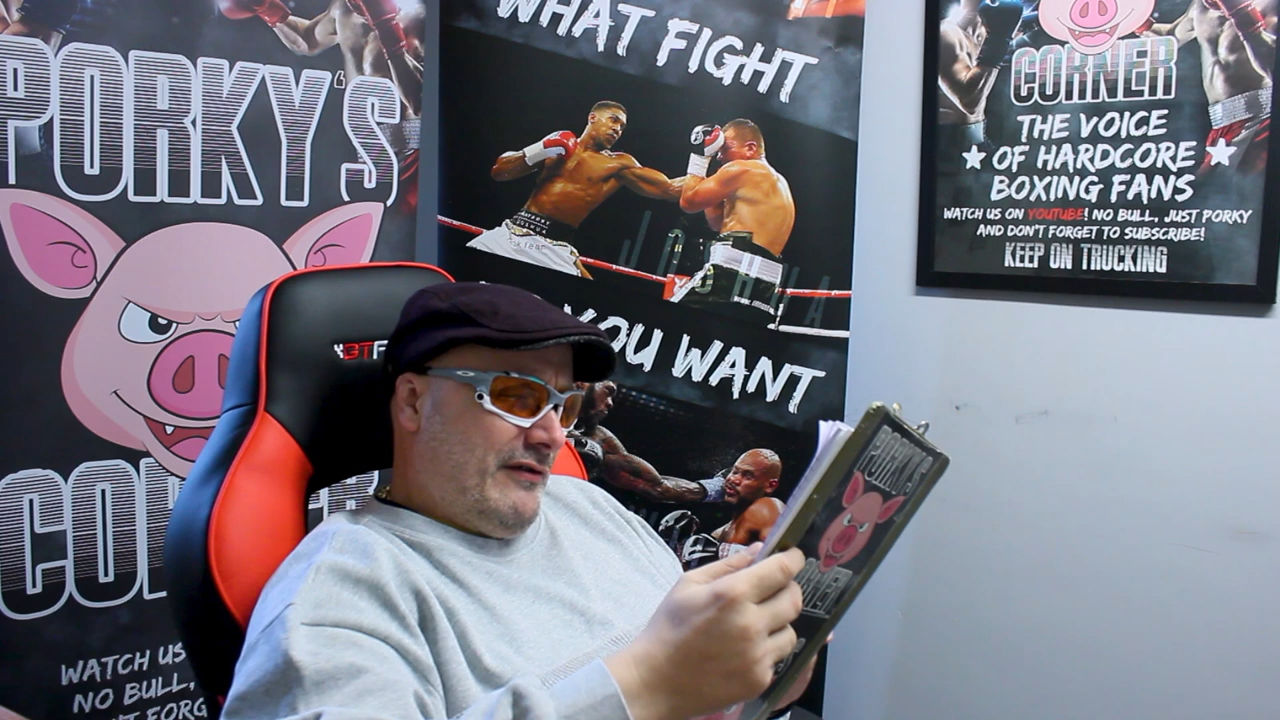 PORKY'S
WATCH US
NO BULL,
WHAT FIGHT
YOU WANT
CORNER
THE VOICE
OF HARDCORE
BOXING FANS
WATCH US ON YOUTUBE! NO BULL, JUST PORKY
AND DON'T FORGET TO SUBSCRIBE!
KEEP ON TRUCKING
PORKY'S